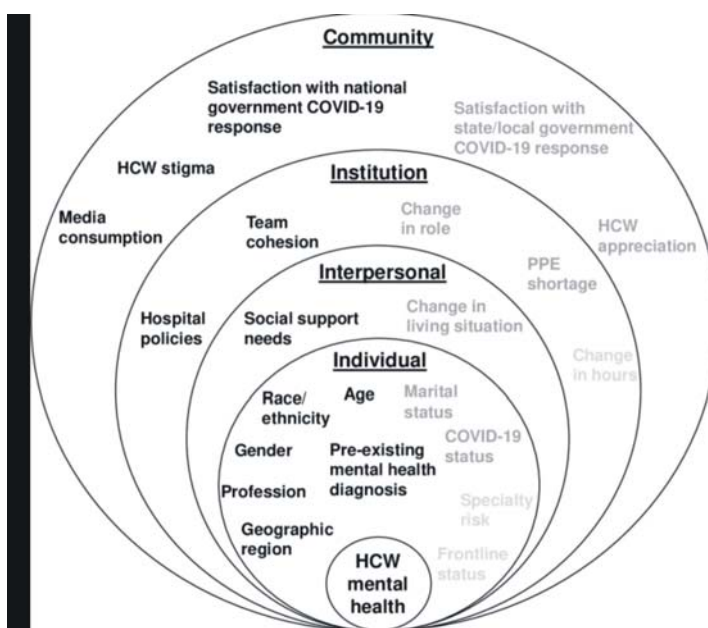 Community
Satisfaction with national
government COVID-19
response
Satisfaction with
state/local government
COVID-19 response
HCW stigma
Media
consumption
HCW
appreciation
Institution
Team
cohesion
Change
in role
PPE
shortage
Hospital
policies
Change
in hours
Interpersonal
Social support
needs
Change in
living situation
Individual
Race/
ethnicity
Age
Marital
status
Gender
Pre-existing
mental health
diagnosis
COVID-19
status
Profession
Specialty
risk
Geographic
region
Frontline
status
HCW
mental
health